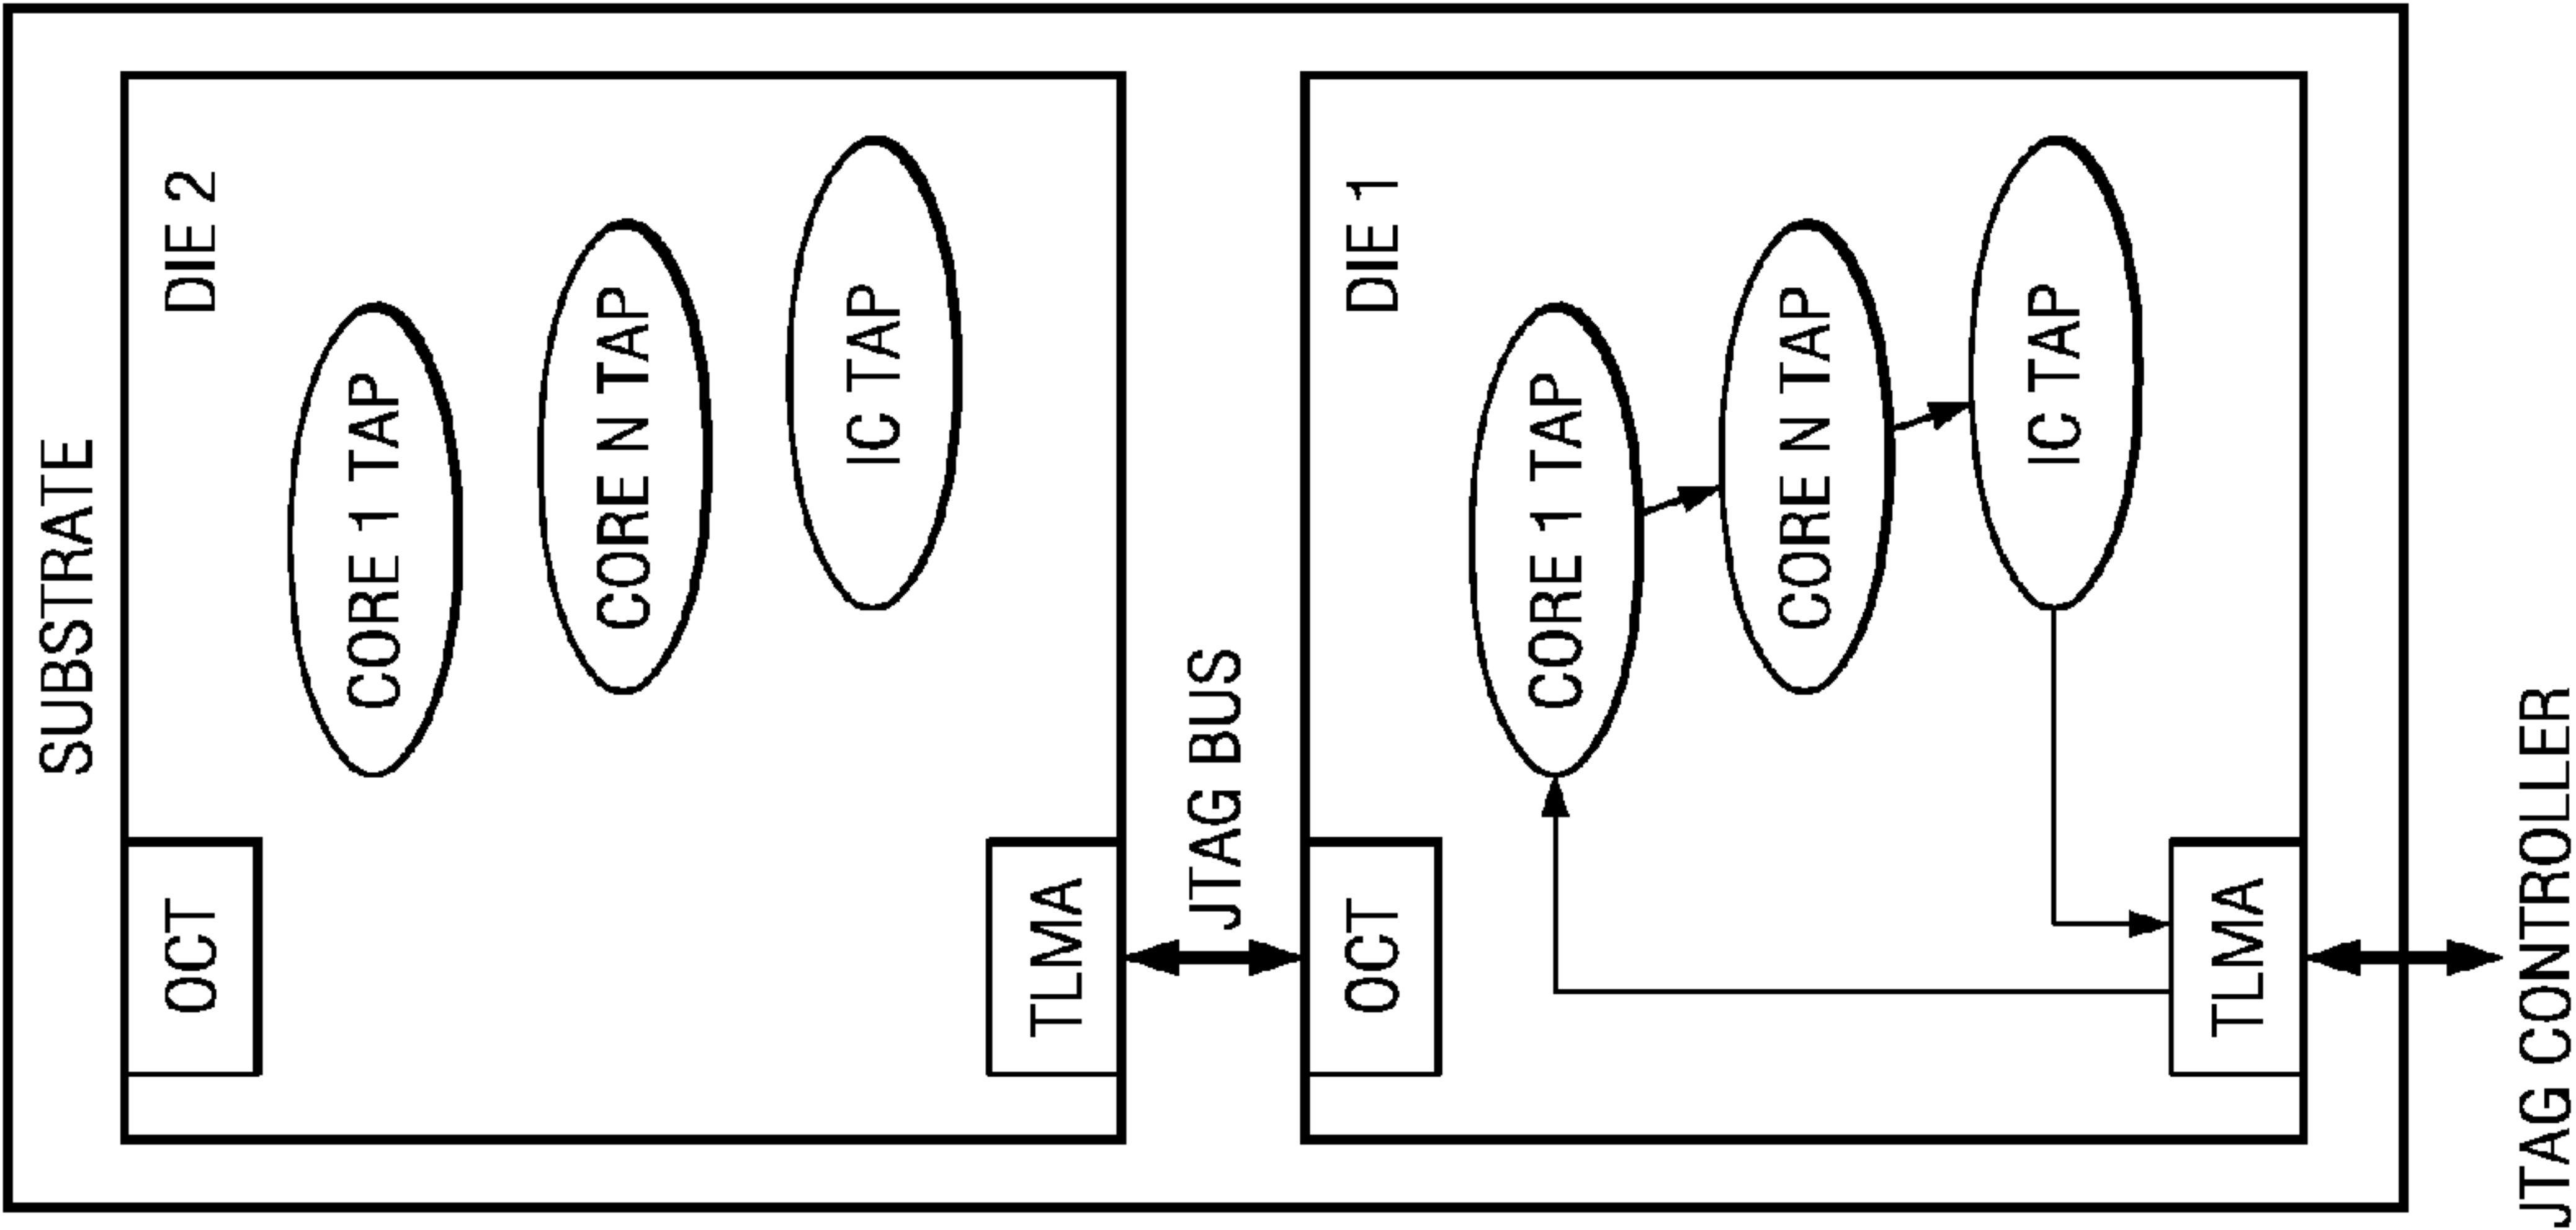 SUBSTRATE
DIE 2
OCT
CORE 1 TAP
CORE N TAP
IC TAP
TLMA
JTAG BUS
DIE 1
OCT
CORE 1 TAP
CORE N TAP
IC TAP
TLMA
JTAG CONTROLLER